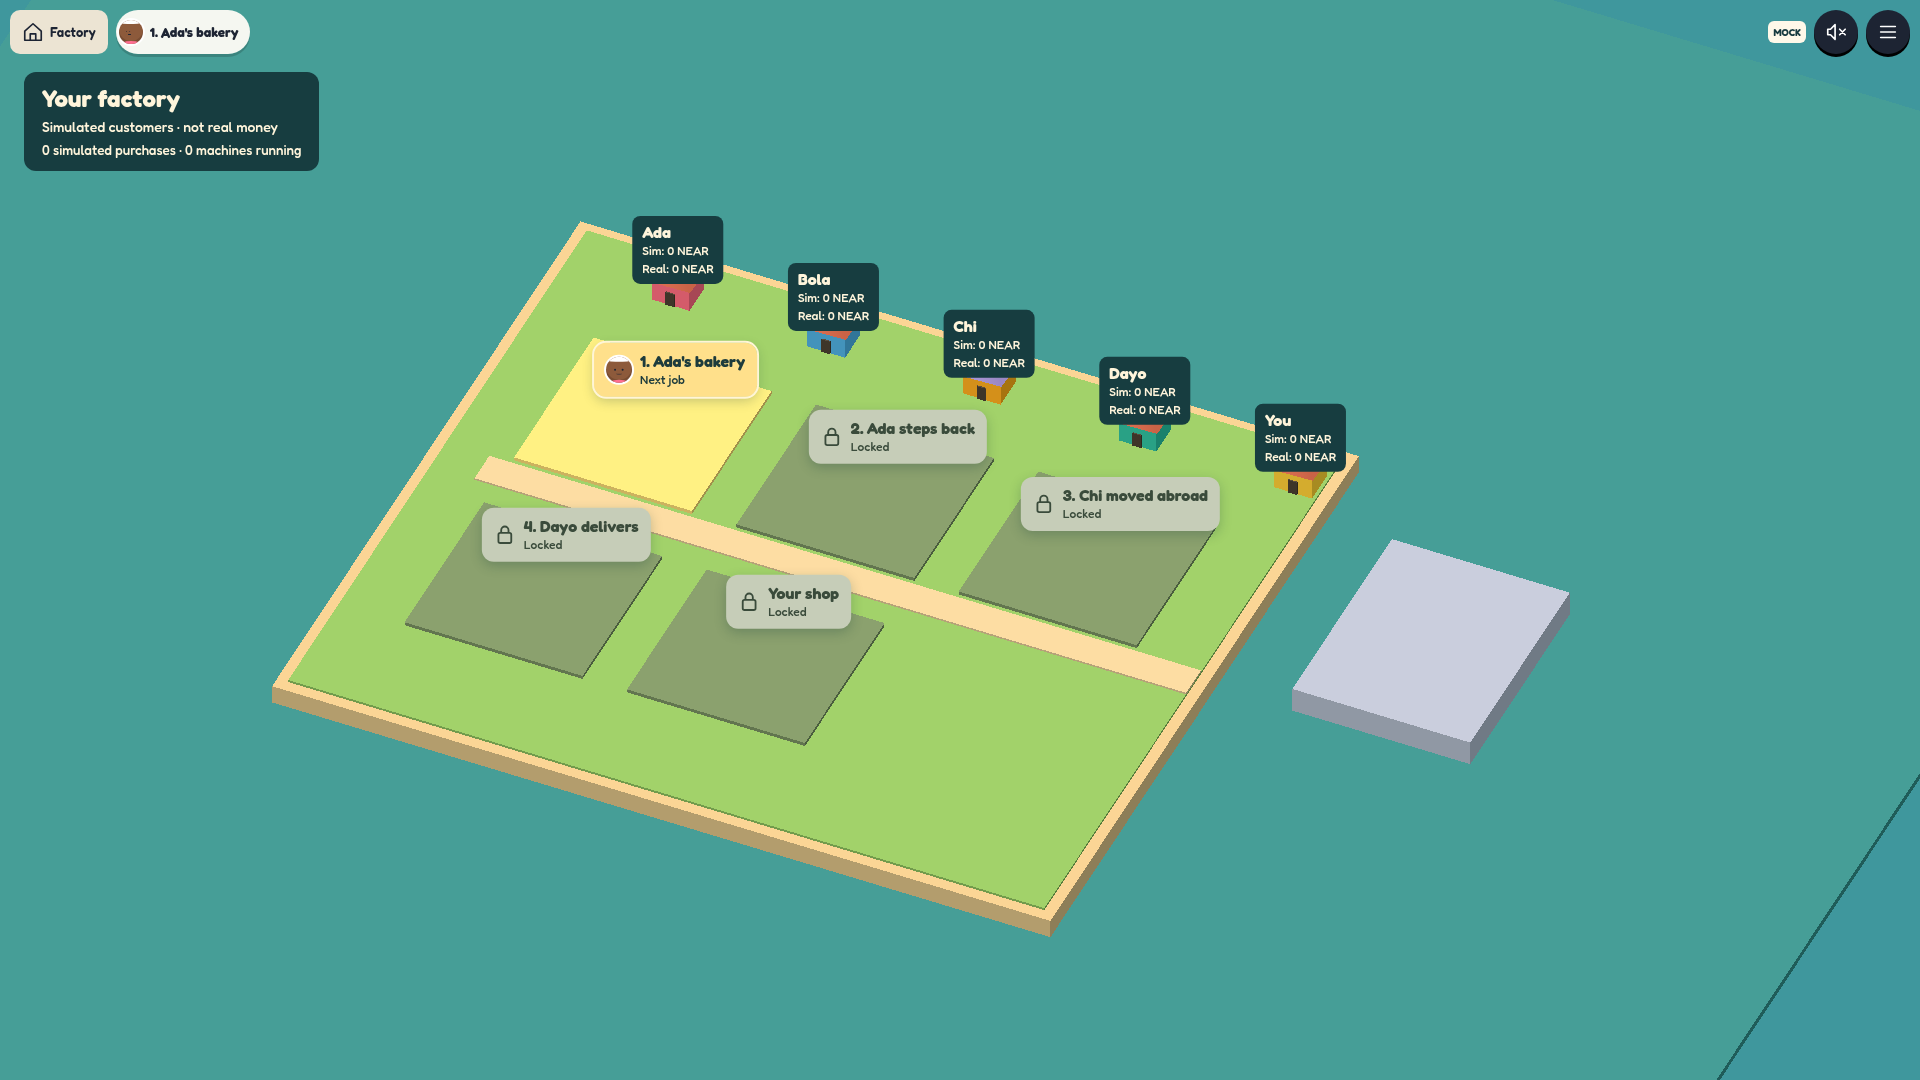 Factory
1. Ada's bakery
MOCK
Your factory
Simulated customers · not real money
0 simulated purchases · 0 machines running
Ada
Sim: 0 NEAR
Real: 0 NEAR
Bola
Sim: 0 NEAR
Real: 0 NEAR
Chi
Sim: 0 NEAR
Real: 0 NEAR
Dayo
Sim: 0 NEAR
Real: 0 NEAR
You
Sim: 0 NEAR
Real: 0 NEAR
1. Ada's bakery
Next job
2. Ada steps back
Locked
3. Chi moved abroad
Locked
4. Dayo delivers
Locked
Your shop
Locked